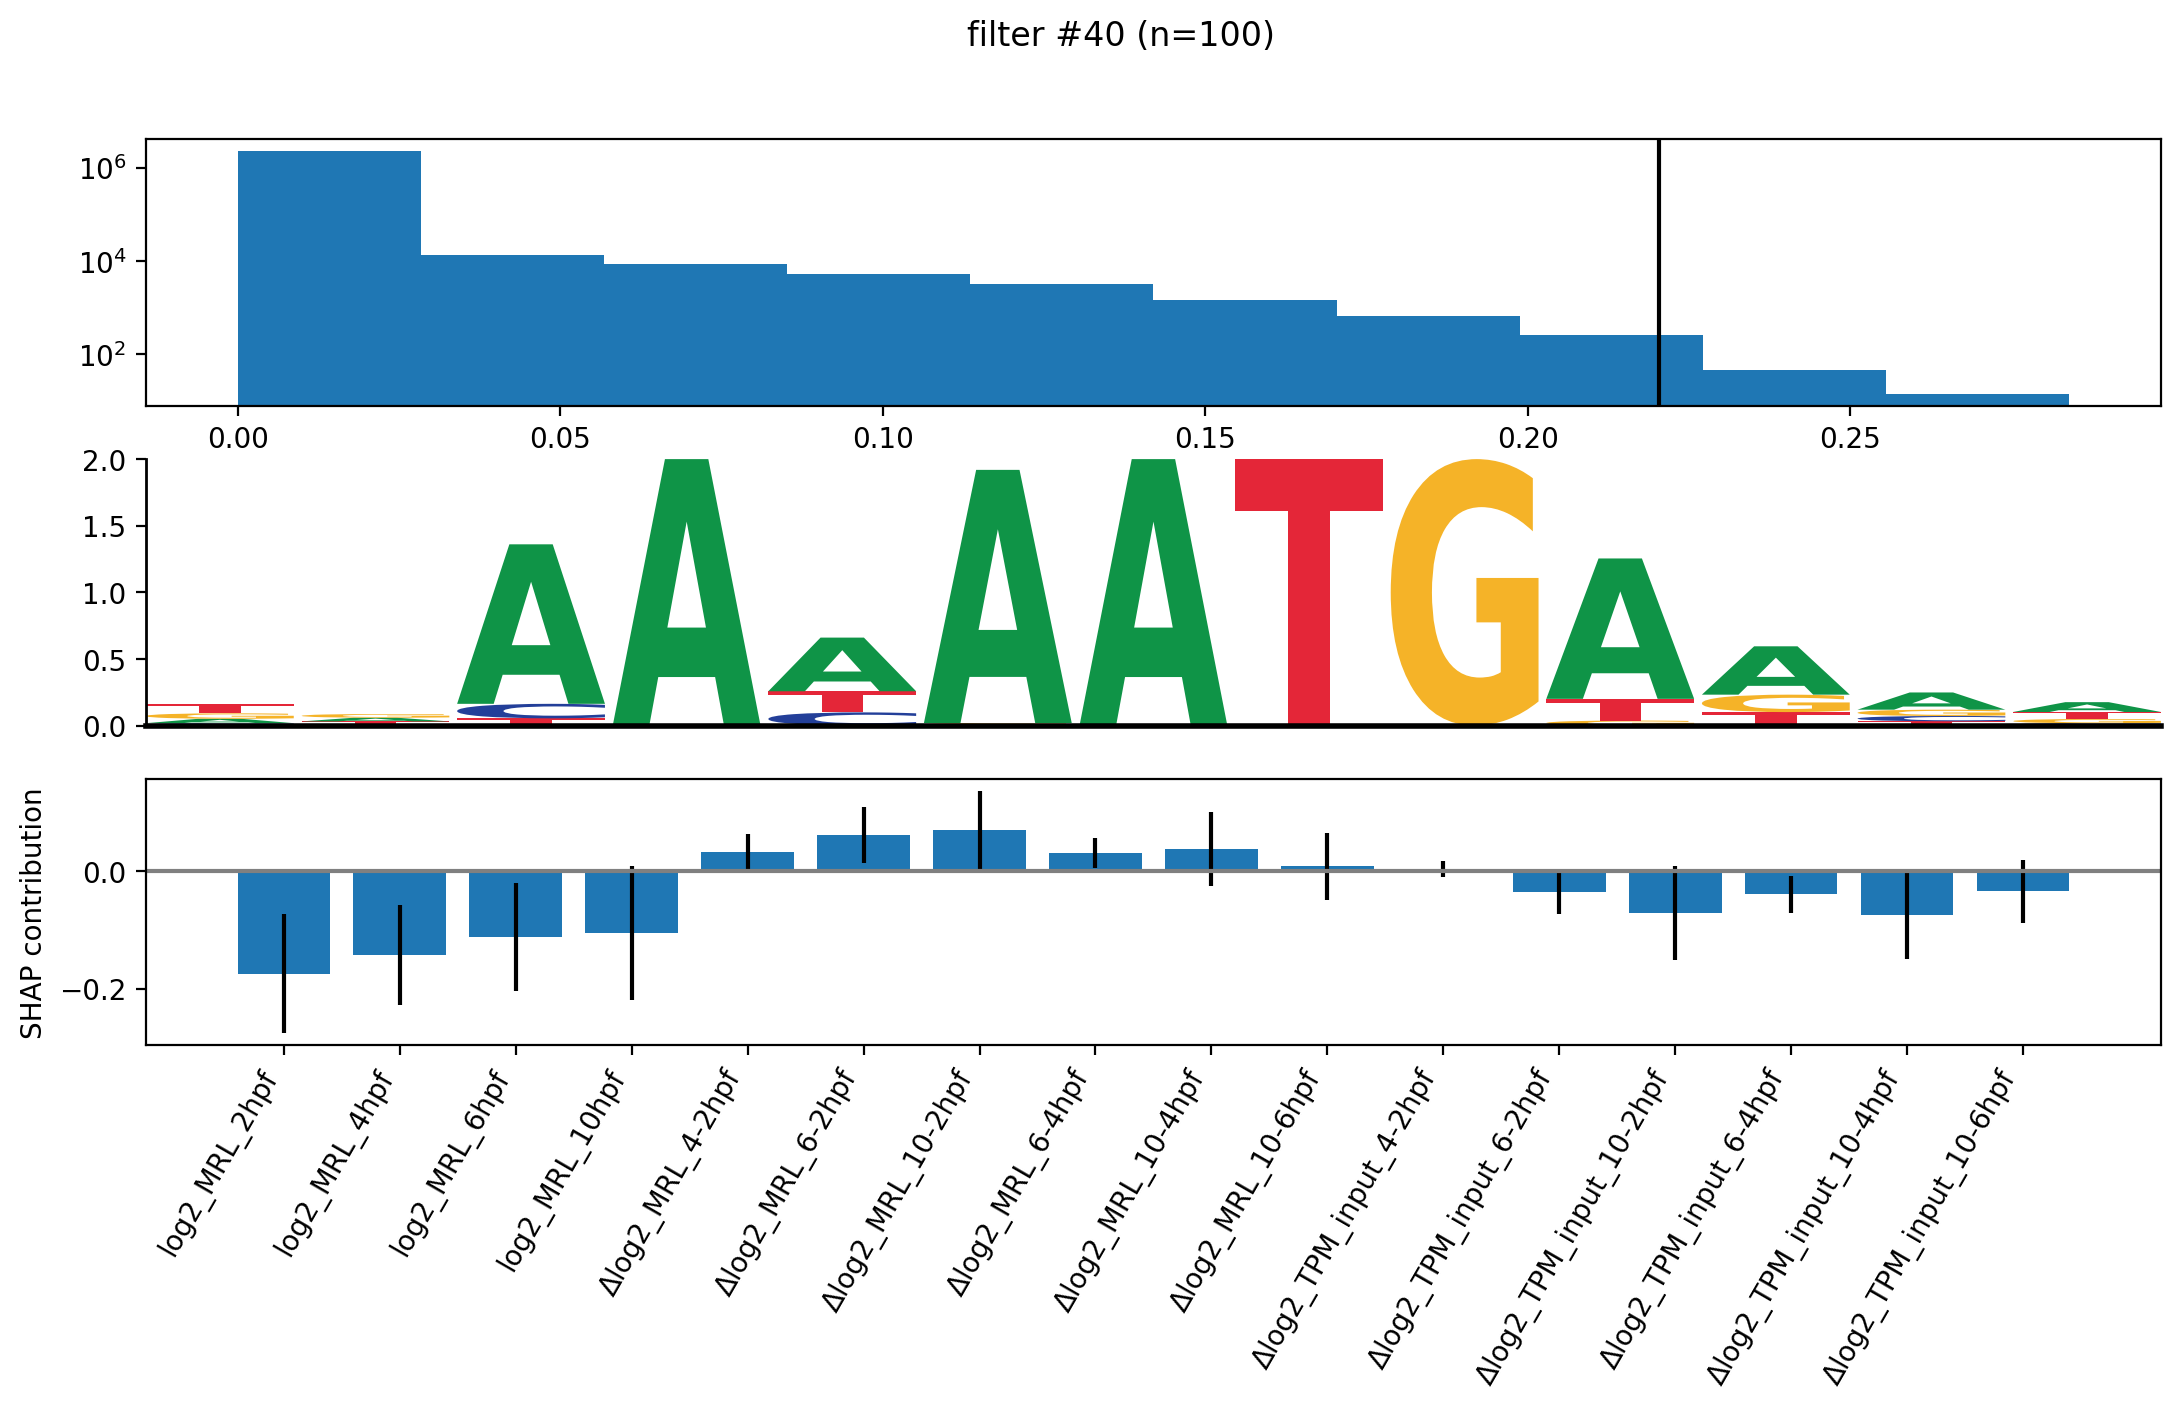 filter #40 (n=100)
10^6
10^4
10^2
0.00 0.05 0.10 0.15 0.20 0.25
2.0
1.5
1.0
0.5
0.0
T G A
G A T
A C T
A
A T C
A
A
T
G
A T G
A G T
A G C T
A T G
SHAP contribution
0.0
−0.2
log2_MRL_2hpf
log2_MRL_4hpf
log2_MRL_6hpf
log2_MRL_10hpf
Δlog2_MRL_4-2hpf
Δlog2_MRL_6-2hpf
Δlog2_MRL_10-2hpf
Δlog2_MRL_6-4hpf
Δlog2_MRL_10-4hpf
Δlog2_MRL_10-6hpf
Δlog2_TPM_input_4-2hpf
Δlog2_TPM_input_6-2hpf
Δlog2_TPM_input_10-2hpf
Δlog2_TPM_input_6-4hpf
Δlog2_TPM_input_10-4hpf
Δlog2_TPM_input_10-6hpf